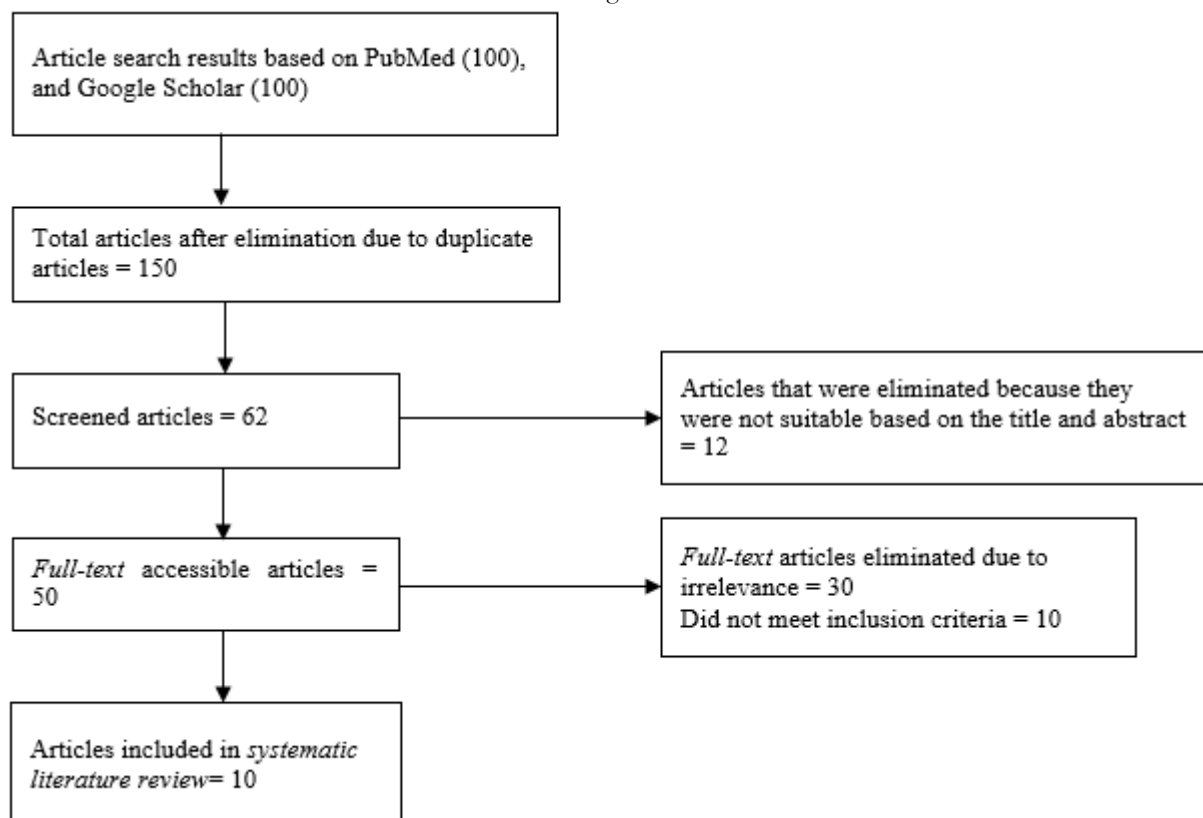 Article search results based on PubMed (100),
and Google Scholar (100)
Total articles after elimination due to duplicate
articles = 150
Screened articles = 62
Articles that were eliminated because they
were not suitable based on the title and abstract
= 12
Full-text accessible articles =
50
Full-text articles eliminated due to
irrelevance = 30
Did not meet inclusion criteria = 10
Articles included in systematic
literature review= 10